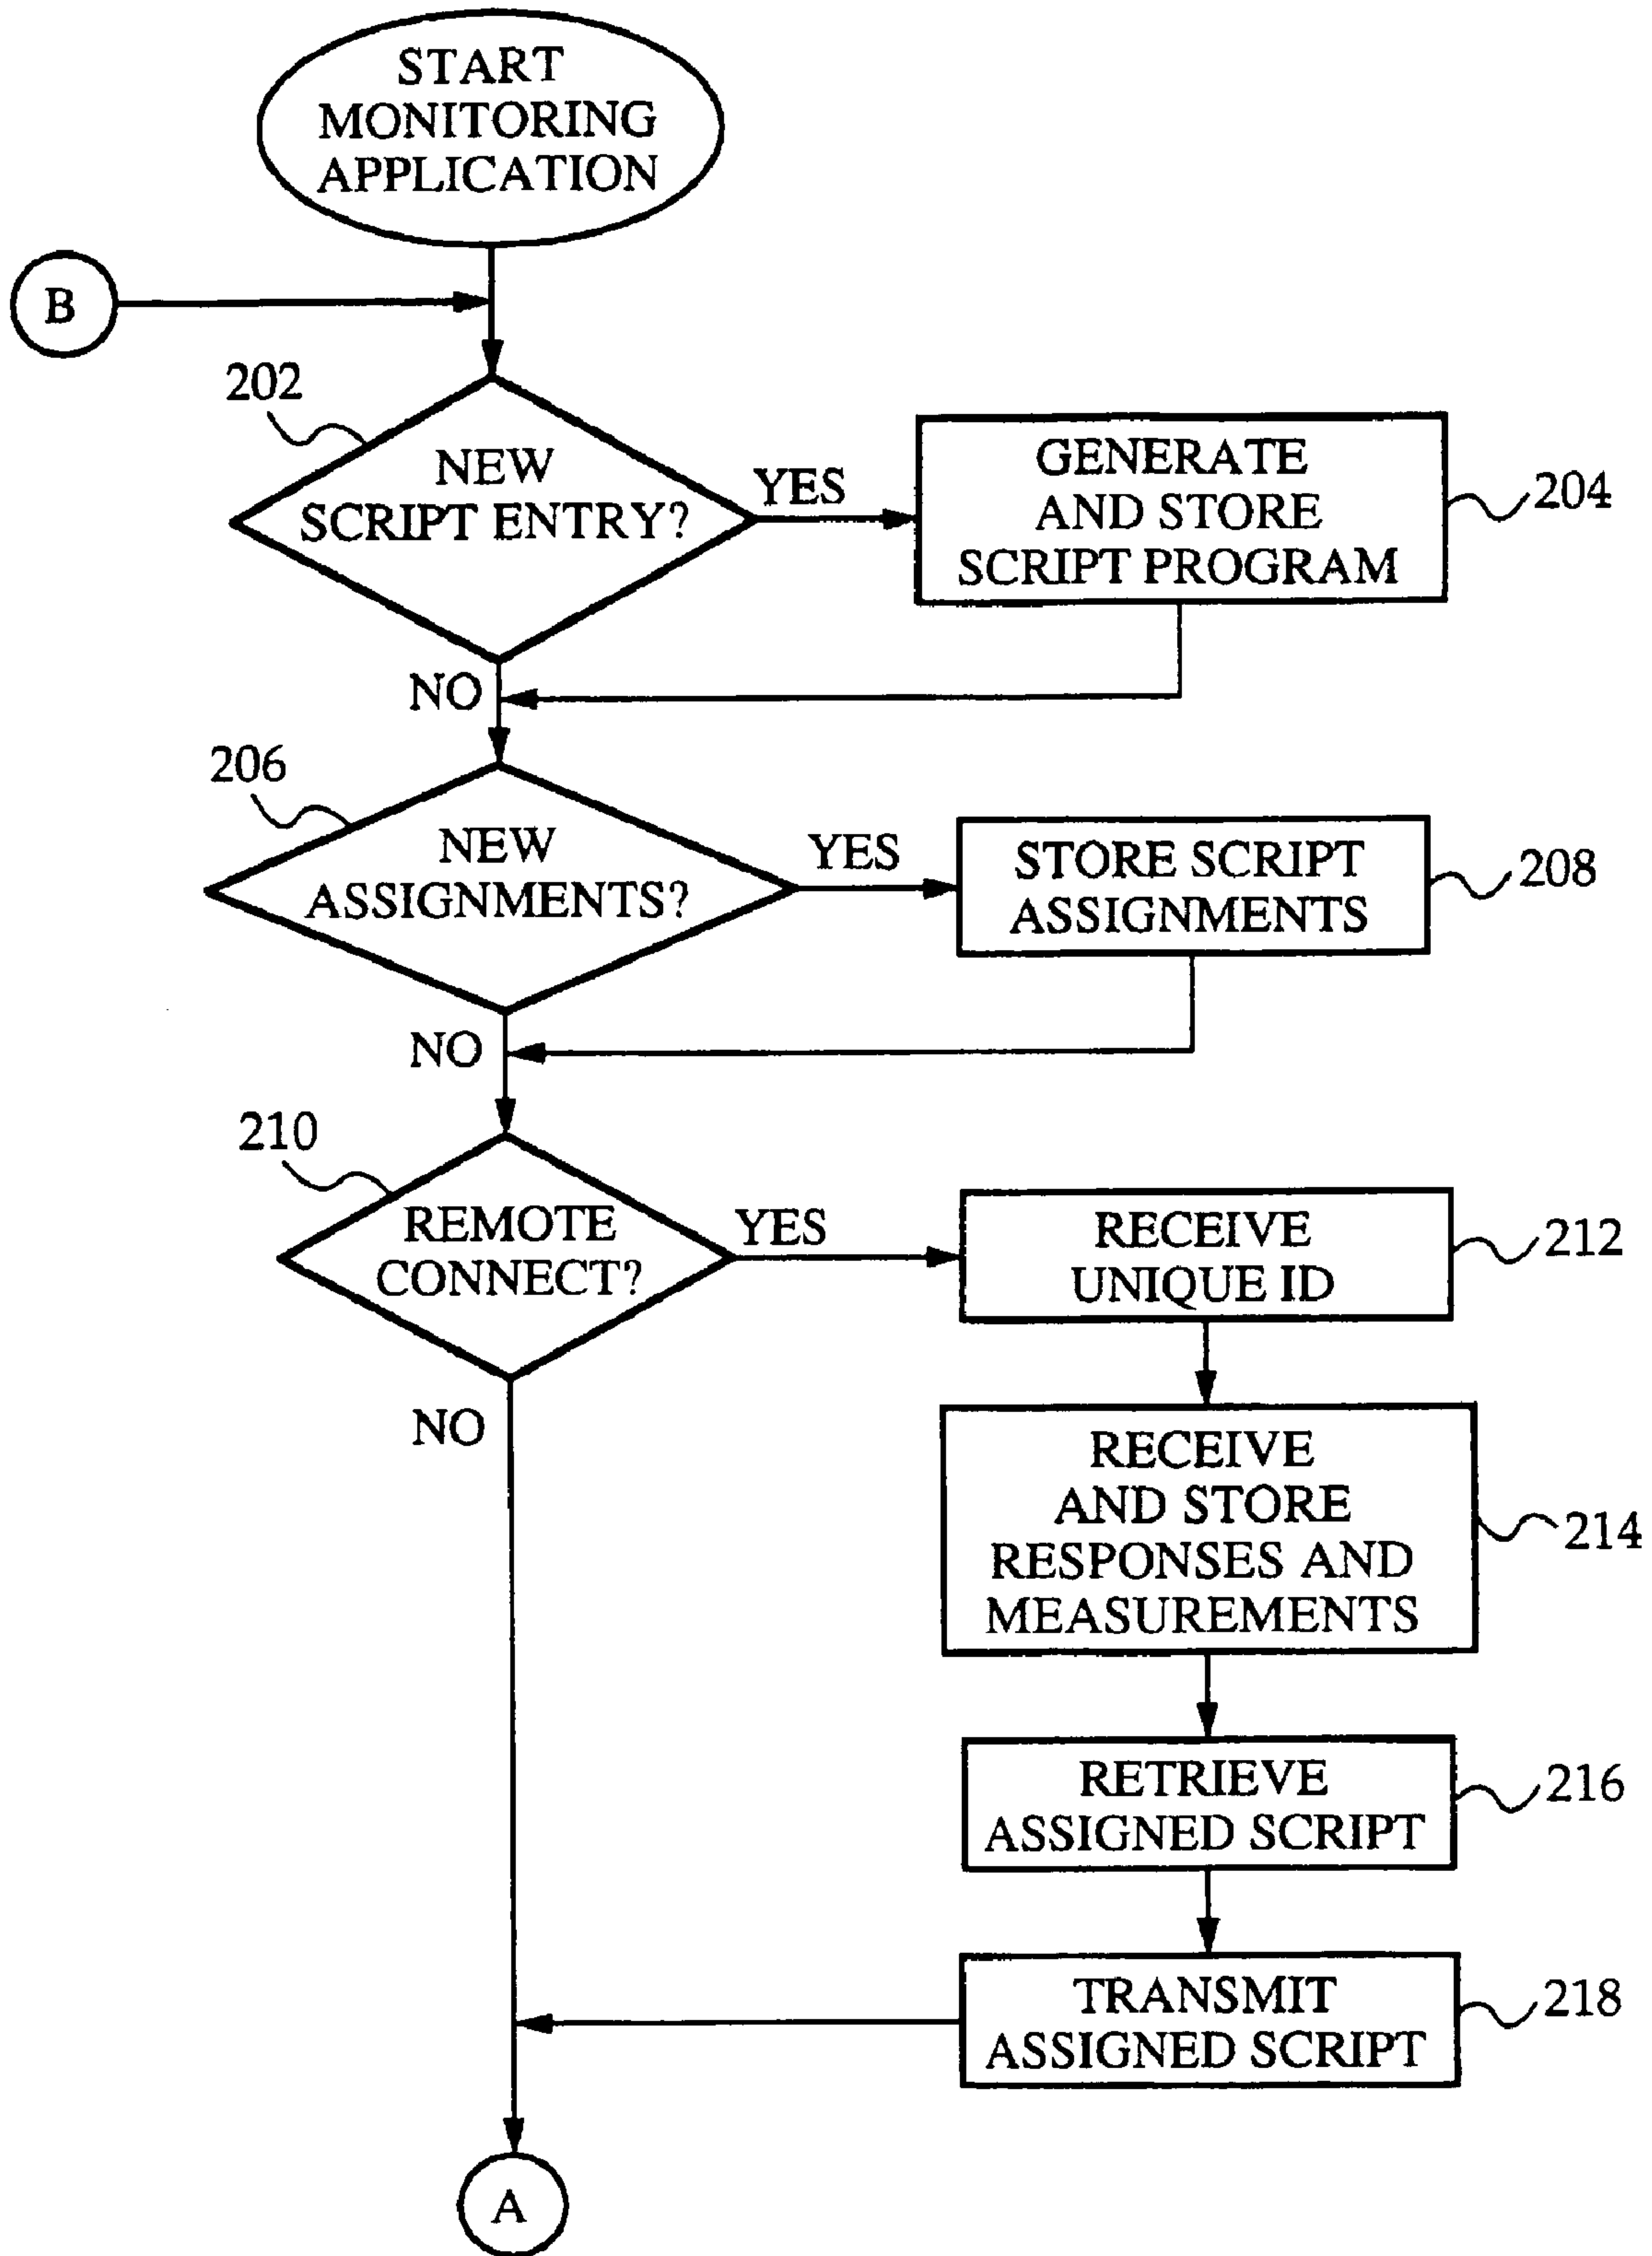 START
MONITORING
APPLICATION
B
202
NEW
SCRIPT ENTRY?
YES
GENERATE
AND STORE
SCRIPT PROGRAM
204
NO
206
NEW
ASSIGNMENTS?
YES
STORE SCRIPT
ASSIGNMENTS
208
NO
210
REMOTE
CONNECT?
YES
RECEIVE
UNIQUE ID
212
NO
RECEIVE
AND STORE
RESPONSES AND
MEASUREMENTS
214
RETRIEVE
ASSIGNED SCRIPT
216
TRANSMIT
ASSIGNED SCRIPT
218
A